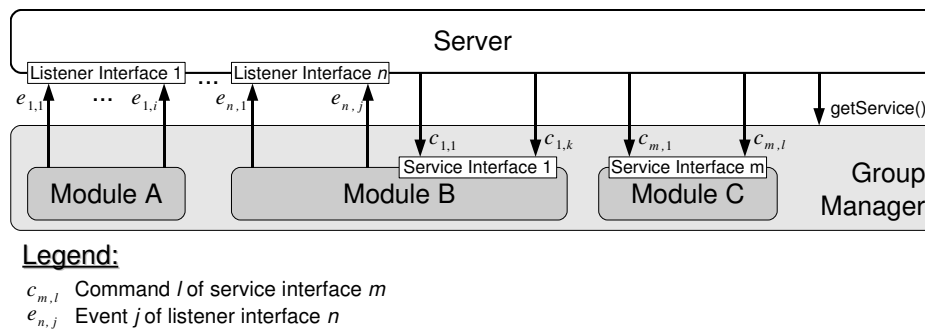 Server
Listener Interface 1 ... Listener Interface n
e1,1 ... e1,i en,1 en,j getService()
c1,1 c1,k cm,1 cm,l
Service Interface 1 Service Interface m
Module A Module B Module C Group
Manager
Legend:
cm,l Command l of service interface m
en,j Event j of listener interface n